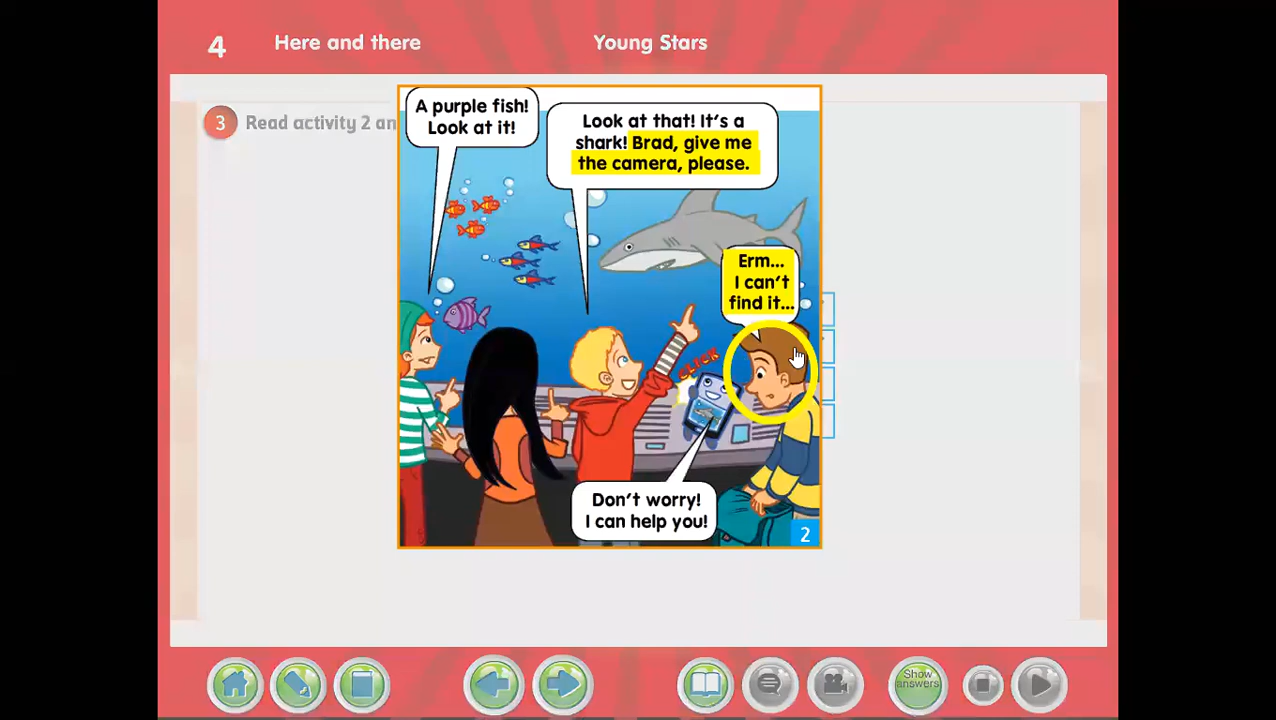 4 Here and there Young Stars
3 Read activity 2 an
A purple fish!
Look at it!
Look at that! It's a
shark! Brad, give me
the camera, please.
Erm...
I can't
find it...
CLICK
Don't worry!
I can help you!
2
Show
answers